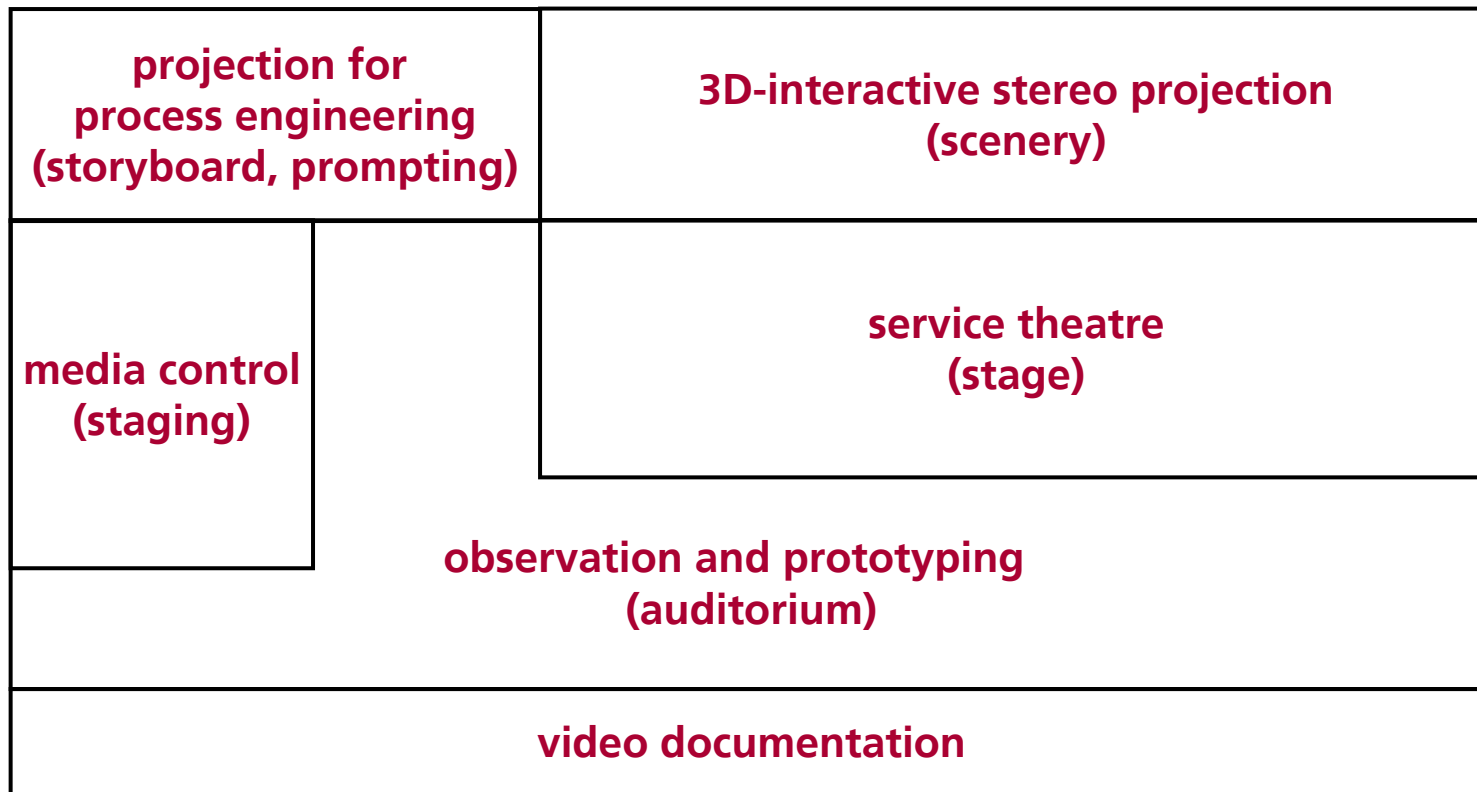 projection for
process engineering
(storyboard, prompting)
3D-interactive stereo projection
(scenery)
media control
(staging)
service theatre
(stage)
observation and prototyping
(auditorium)
video documentation